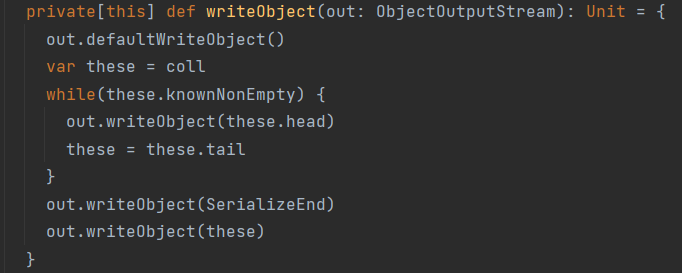 private[this] def writeObject(out: ObjectOutputStream): Unit = {
  out.defaultWriteObject()
  var these = coll
  while(these.knownNonEmpty) {
    out.writeObject(these.head)
    these = these.tail
  }
  out.writeObject(SerializeEnd)
  out.writeObject(these)
}